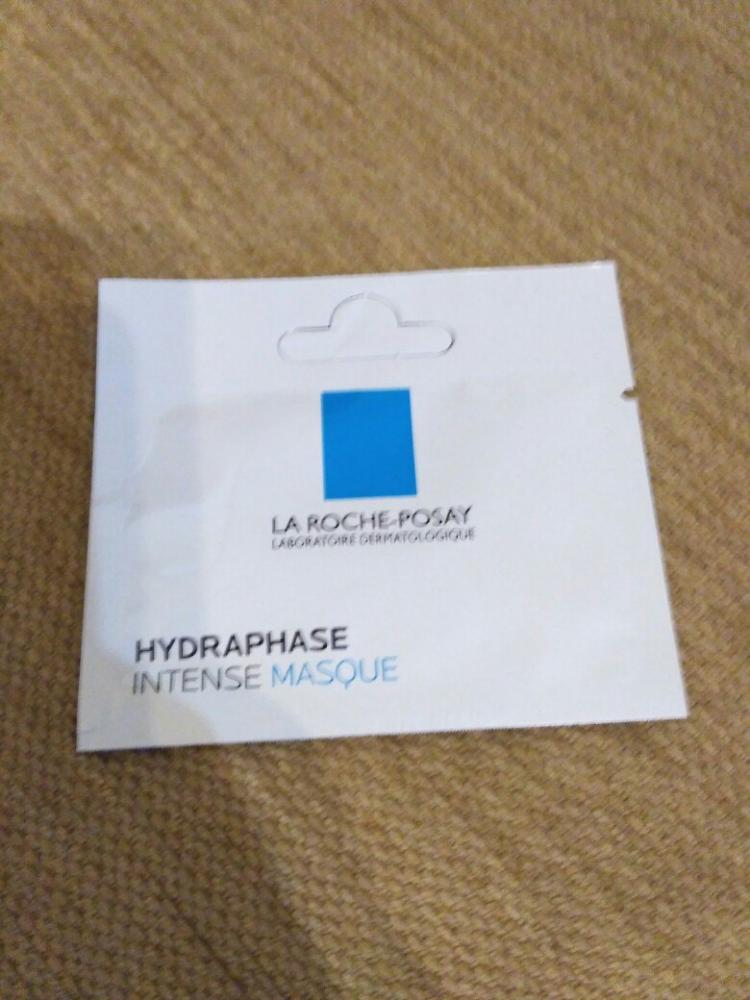 LA ROCHE-POSAY
LABORATOIRE DERMATOLOGIQUE
HYDRAPHASE
INTENSE MASQUE